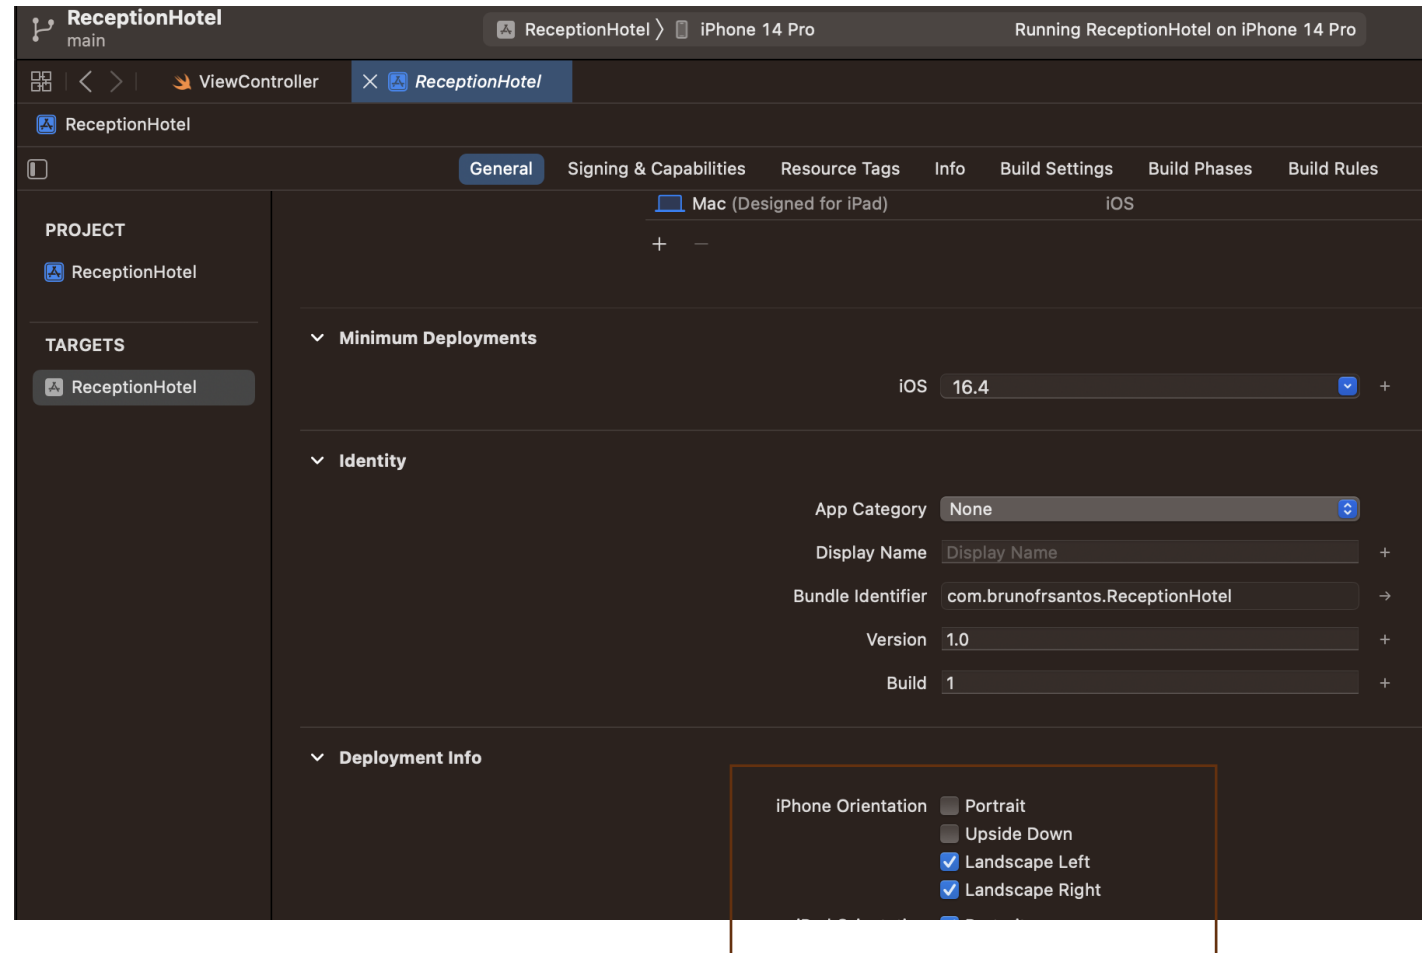 ReceptionHotel
main
ReceptionHotel
iPhone 14 Pro
Running ReceptionHotel on iPhone 14 Pro
ViewController
ReceptionHotel
ReceptionHotel
General
Signing & Capabilities
Resource Tags
Info
Build Settings
Build Phases
Build Rules
Mac (Designed for iPad)
iOS
+ −
PROJECT
ReceptionHotel
TARGETS
ReceptionHotel
Minimum Deployments
iOS 16.4
Identity
App Category None
Display Name Display Name
Bundle Identifier com.brunofrsantos.ReceptionHotel
Version 1.0
Build 1
Deployment Info
iPhone Orientation Portrait
Upside Down
Landscape Left
Landscape Right